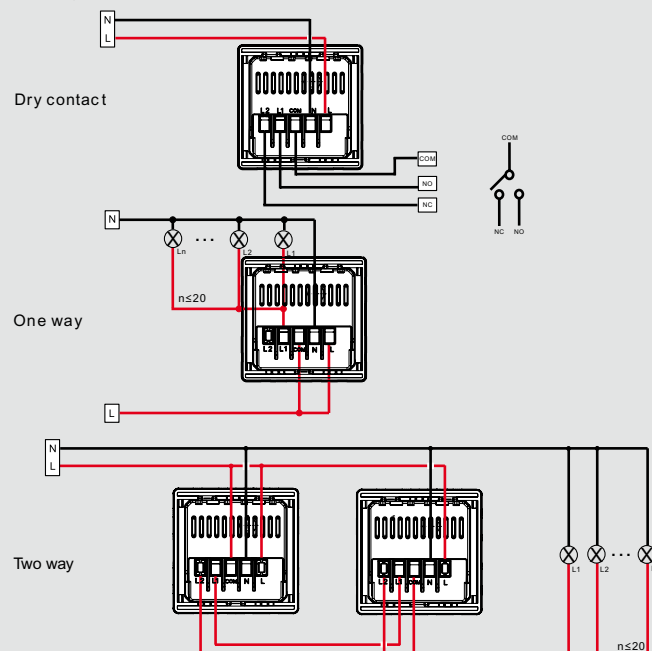 N
L
Dry contact
L2 L1 COM N L
COM
NO
NC
COM
NC NO
N
Ln ... L2 L1
n≤20
One way
L2 L1 COM N L
L
N
L
Two way
L2 L1 COM N L
L2 L1 COM N L
L1 L2 ...
n≤20